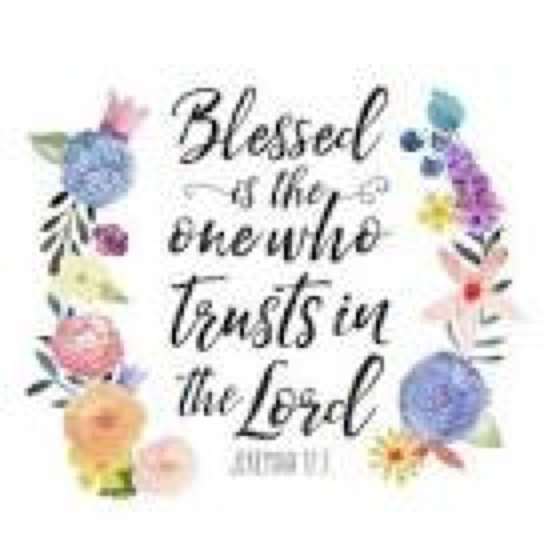 Blessed
is the
one who
trusts in
the Lord
JEREMIAH 17:7